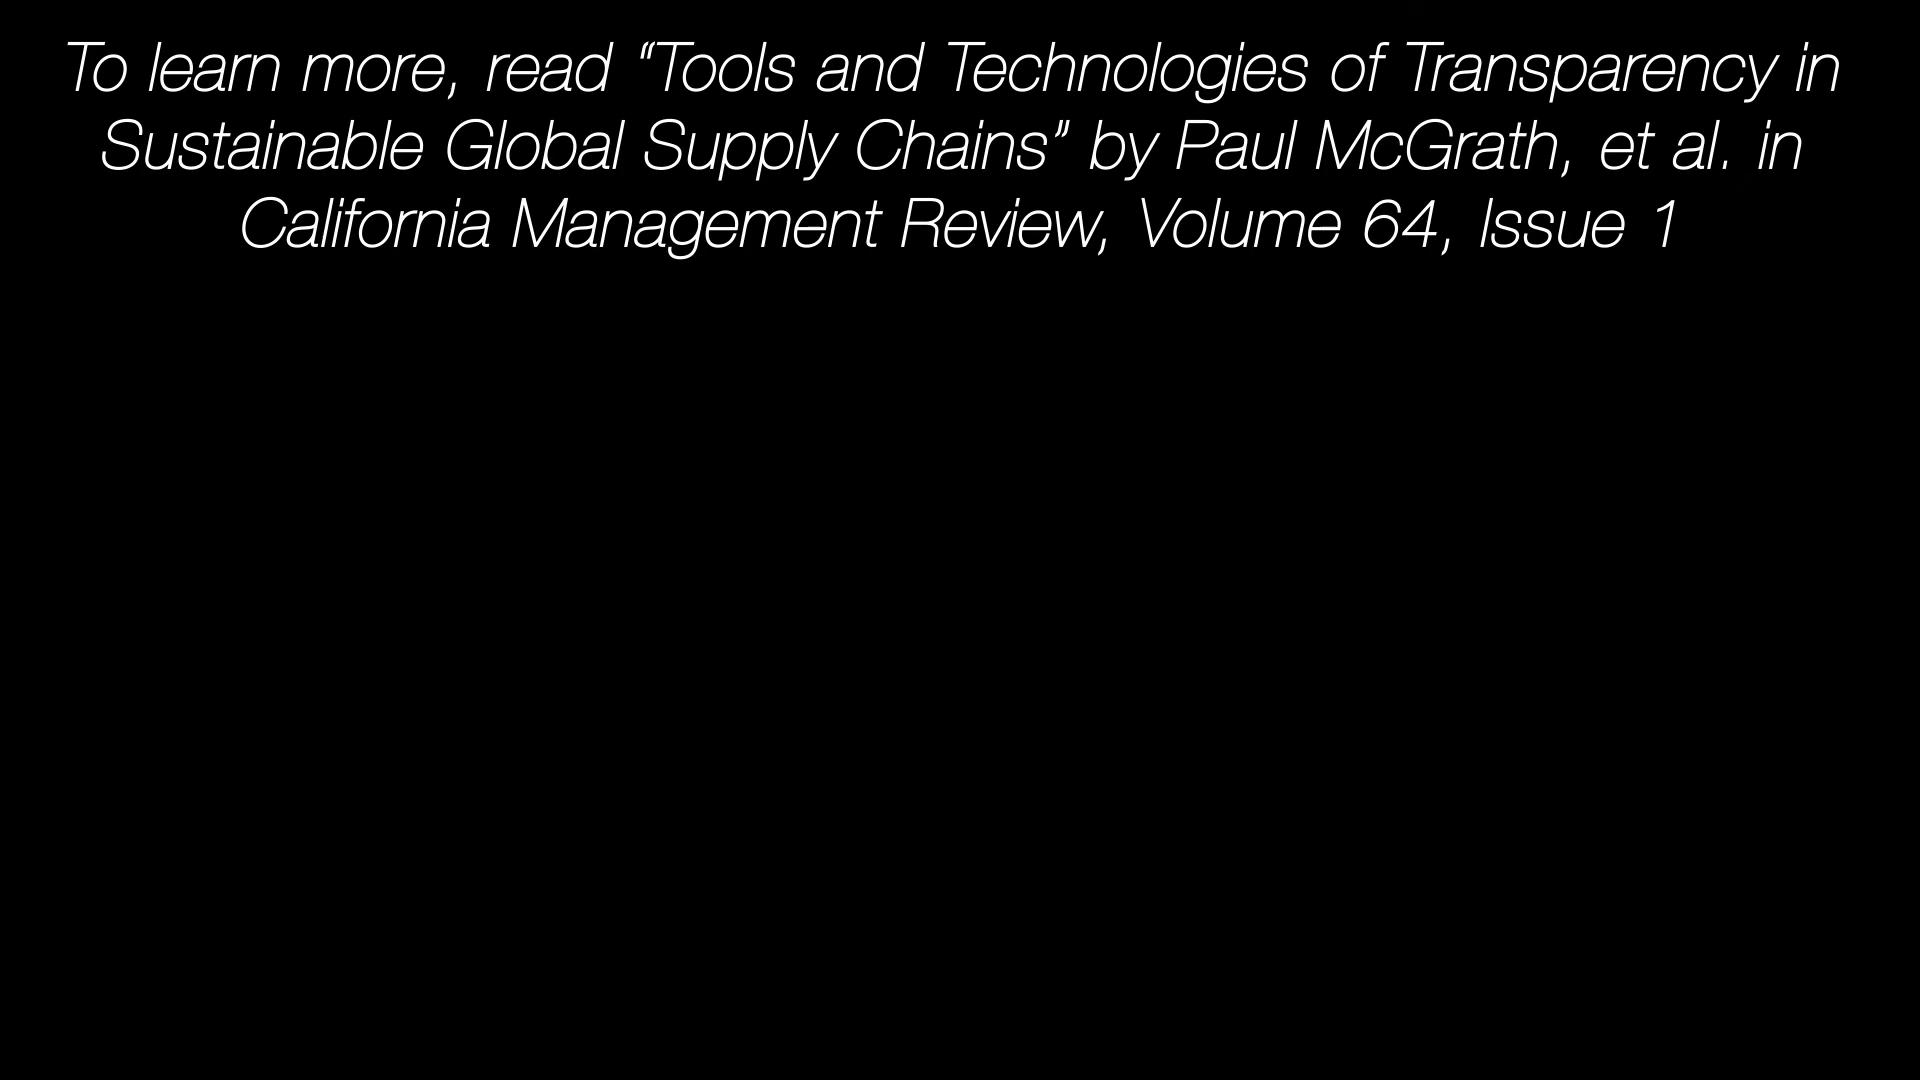 To learn more, read “Tools and Technologies of Transparency in
Sustainable Global Supply Chains” by Paul McGrath, et al. in
California Management Review, Volume 64, Issue 1